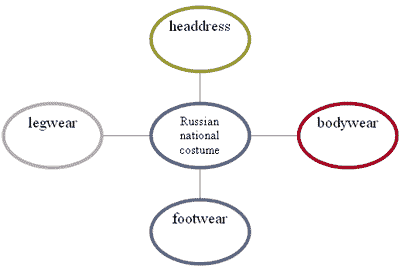 headdress
legwear
Russian
national
costume
bodywear
footwear